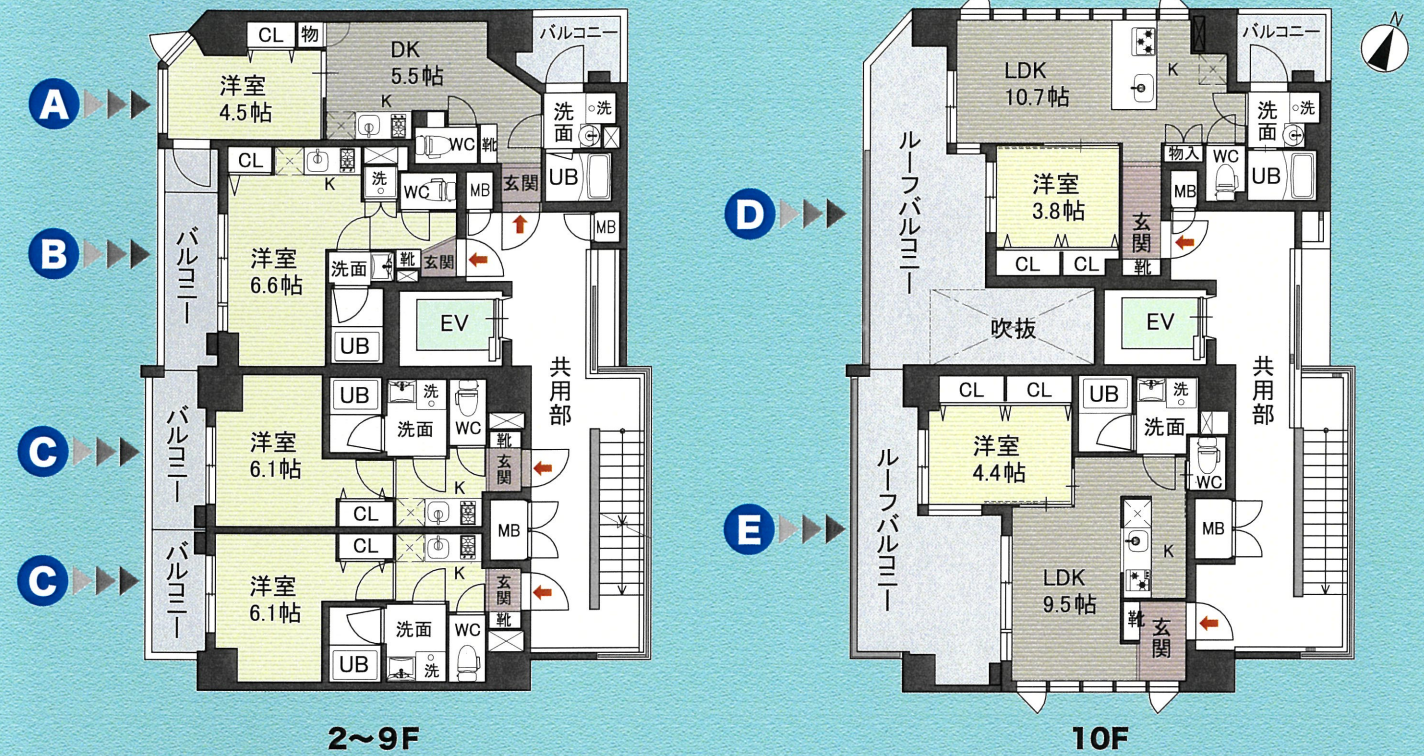 CL
物
DK
5.5帖
K
バルコニー
A
洋室
4.5帖
洗面
洗
WC
靴
玄関
UB
MB
CL
K
洗
WC
MB
B
バルコニー
洋室
6.6帖
洗面
靴
玄関
UB
EV
共用部
C
バルコニー
洋室
6.1帖
UB
洗
洗面
WC
靴
玄関
K
CL
MB
C
バルコニー
洋室
6.1帖
CL
K
玄関
靴
洗面
WC
UB
洗
2〜9F
N
LDK
10.7帖
K
バルコニー
洗面
洗
物入
WC
UB
MB
D
ルーフバルコニー
洋室
3.8帖
玄関
CL
CL
靴
吹抜
EV
共用部
CL
CL
UB
洗
洗面
WC
洋室
4.4帖
E
ルーフバルコニー
MB
K
LDK
9.5帖
靴
玄関
10F